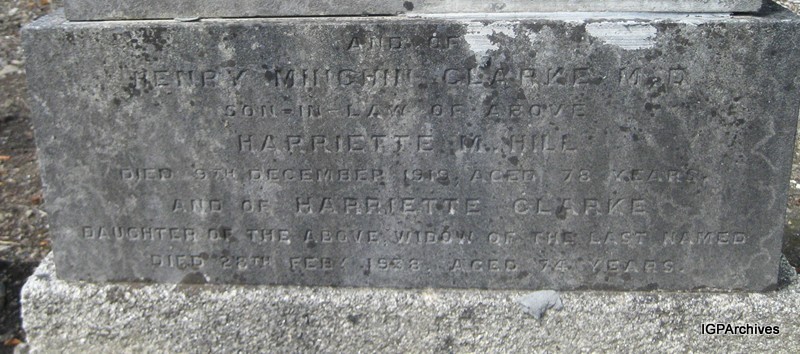 AND OF
HENRY MINCHIN CLARKE M.D.
SON-IN-LAW OF ABOVE
HARRIETTE M. HILL
DIED 9TH DECEMBER 1918, AGED 78 YEARS.
AND OF HARRIETTE CLARKE
DAUGHTER OF THE ABOVE, WIDOW OF THE LAST NAMED
DIED 28TH FEBY 1938, AGED 74 YEARS.
IGPArchives